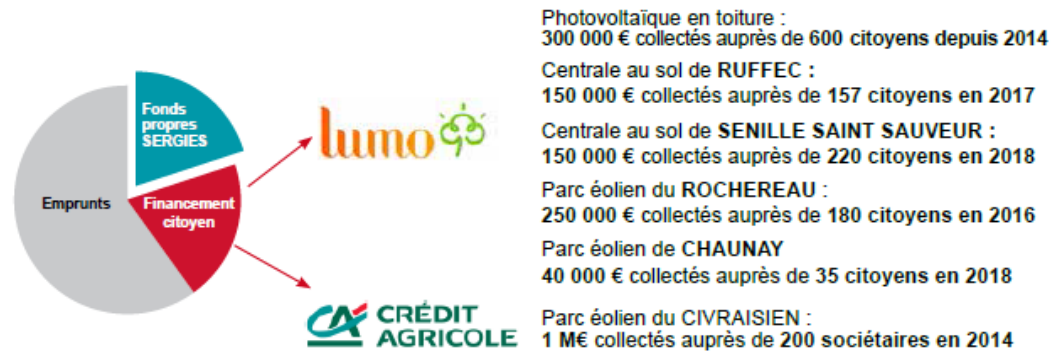 Fonds
propres
SERGIES
Emprunts
Financement
citoyen
lumo
CA CRÉDIT
AGRICOLE
Photovoltaïque en toiture :
300 000 € collectés auprès de 600 citoyens depuis 2014
Centrale au sol de RUFFEC :
150 000 € collectés auprès de 157 citoyens en 2017
Centrale au sol de SENILLE SAINT SAUVEUR :
150 000 € collectés auprès de 220 citoyens en 2018
Parc éolien du ROCHEREAU :
250 000 € collectés auprès de 180 citoyens en 2016
Parc éolien de CHAUNAY
40 000 € collectés auprès de 35 citoyens en 2018
Parc éolien du CIVRAISIEN :
1 M€ collectés auprès de 200 sociétaires en 2014